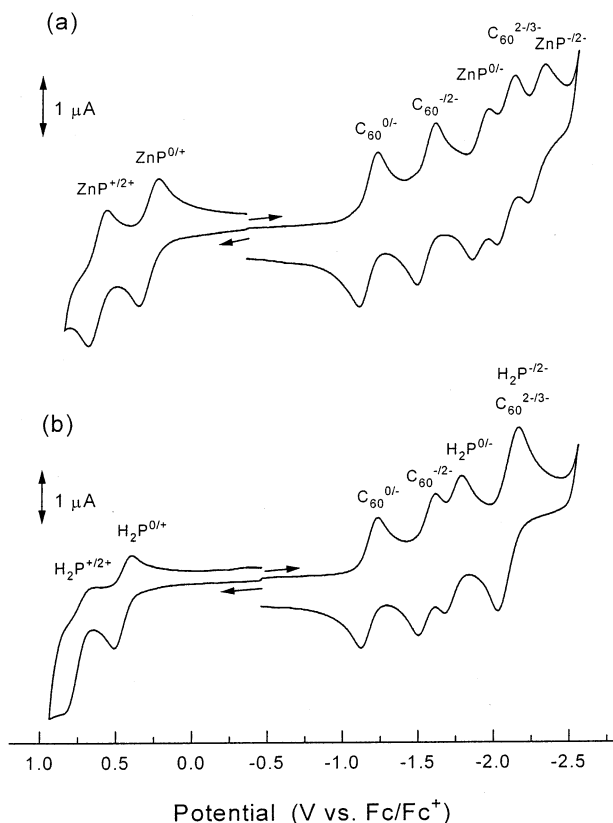 (a)
1 μA
ZnP⁺/²⁺
ZnP⁰/⁺
C₆₀⁰/⁻
C₆₀⁻/²⁻
ZnP⁰/⁻
C₆₀²⁻/³⁻
ZnP⁻/²⁻
(b)
1 μA
H₂P⁺/²⁺
H₂P⁰/⁺
C₆₀⁰/⁻
C₆₀⁻/²⁻
H₂P⁰/⁻
H₂P⁻/²⁻
C₆₀²⁻/³⁻
1.0 0.5 0.0 -0.5 -1.0 -1.5 -2.0 -2.5
Potential (V vs. Fc/Fc⁺)